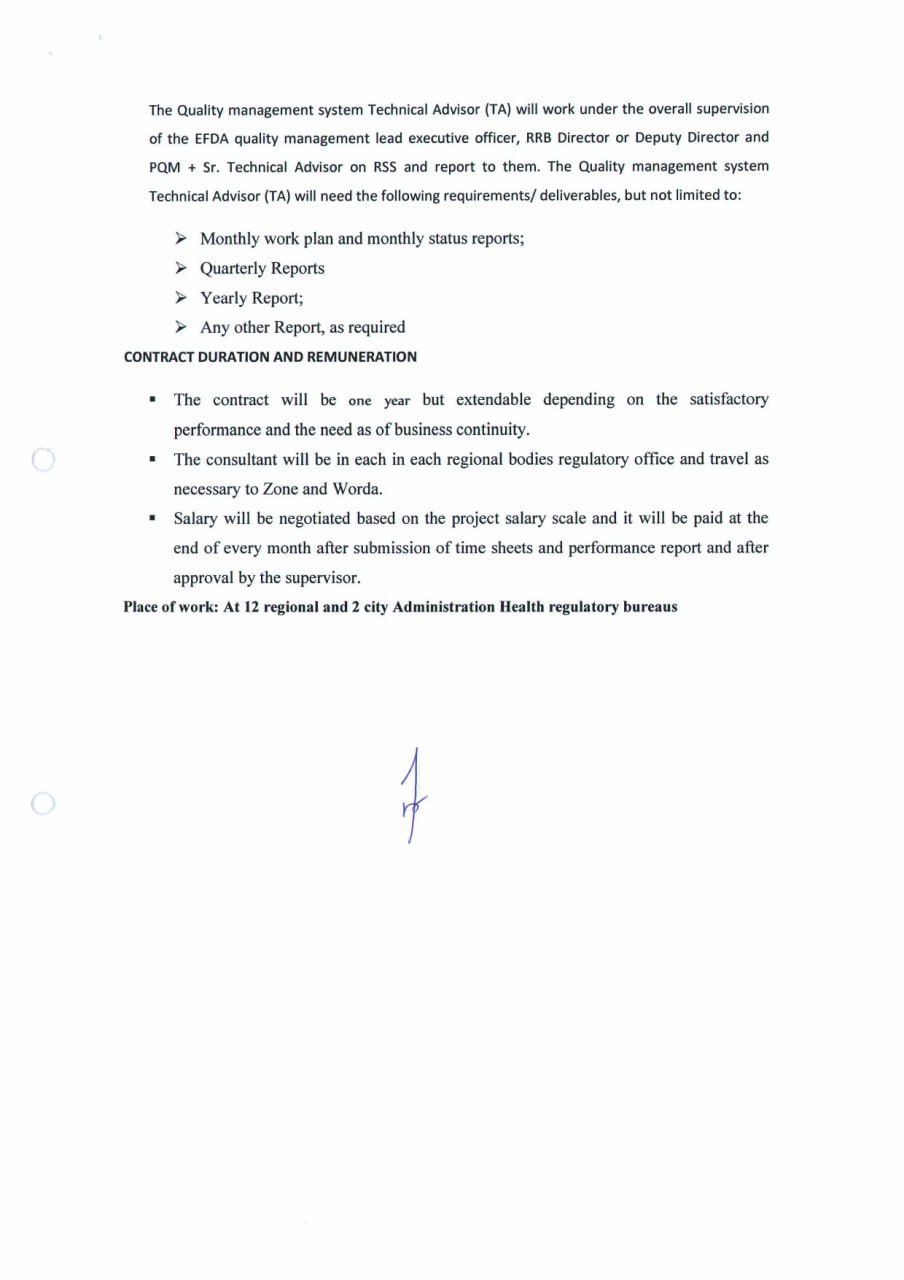 The Quality management system Technical Advisor (TA) will work under the overall supervision
of the EFDA quality management lead executive officer, RRB Director or Deputy Director and
PQM + Sr. Technical Advisor on RSS and report to them. The Quality management system
Technical Advisor (TA) will need the following requirements/ deliverables, but not limited to:
➢ Monthly work plan and monthly status reports;
➢ Quarterly Reports
➢ Yearly Report;
➢ Any other Report, as required
CONTRACT DURATION AND REMUNERATION
▪ The contract will be one year but extendable depending on the satisfactory
performance and the need as of business continuity.
▪ The consultant will be in each in each regional bodies regulatory office and travel as
necessary to Zone and Worda.
▪ Salary will be negotiated based on the project salary scale and it will be paid at the
end of every month after submission of time sheets and performance report and after
approval by the supervisor.
Place of work: At 12 regional and 2 city Administration Health regulatory bureaus